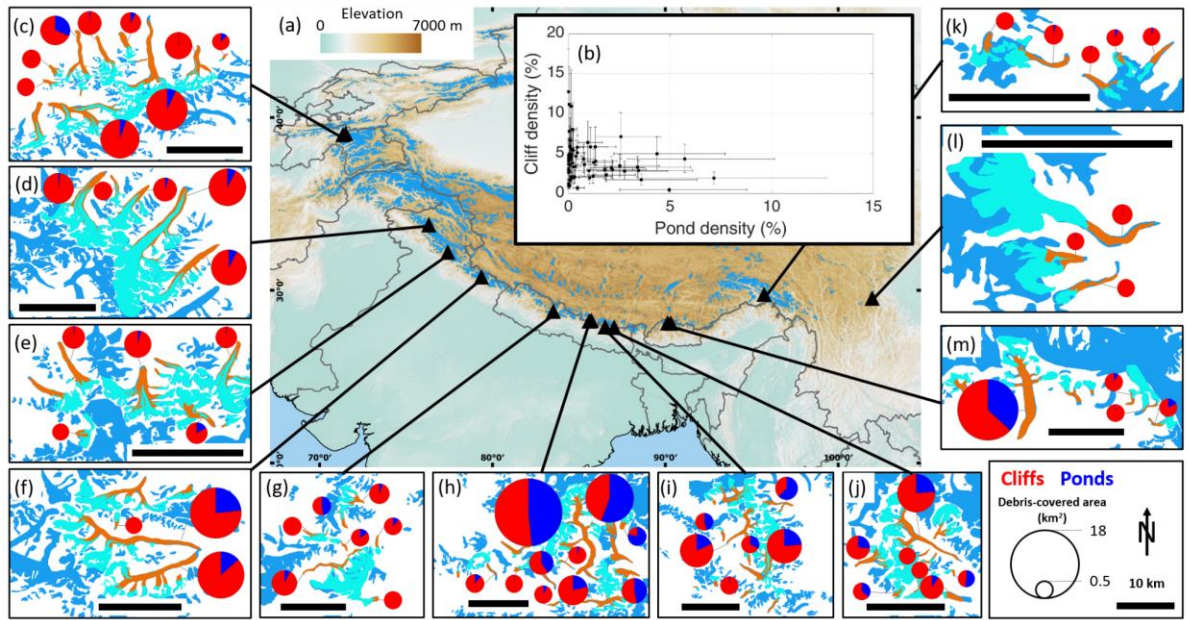 (c)
(a)
Elevation
0
7000 m
(b)
20
15
10
5
0
Cliff density (%)
0
5
10
15
Pond density (%)
(k)
40°0'
30°0'
70°0'
80°0'
90°0'
100°0'
(d)
(l)
(e)
(m)
(f)
(g)
(h)
(i)
(j)
Cliffs Ponds
Debris-covered area
(km²)
18
0.5
N
10 km